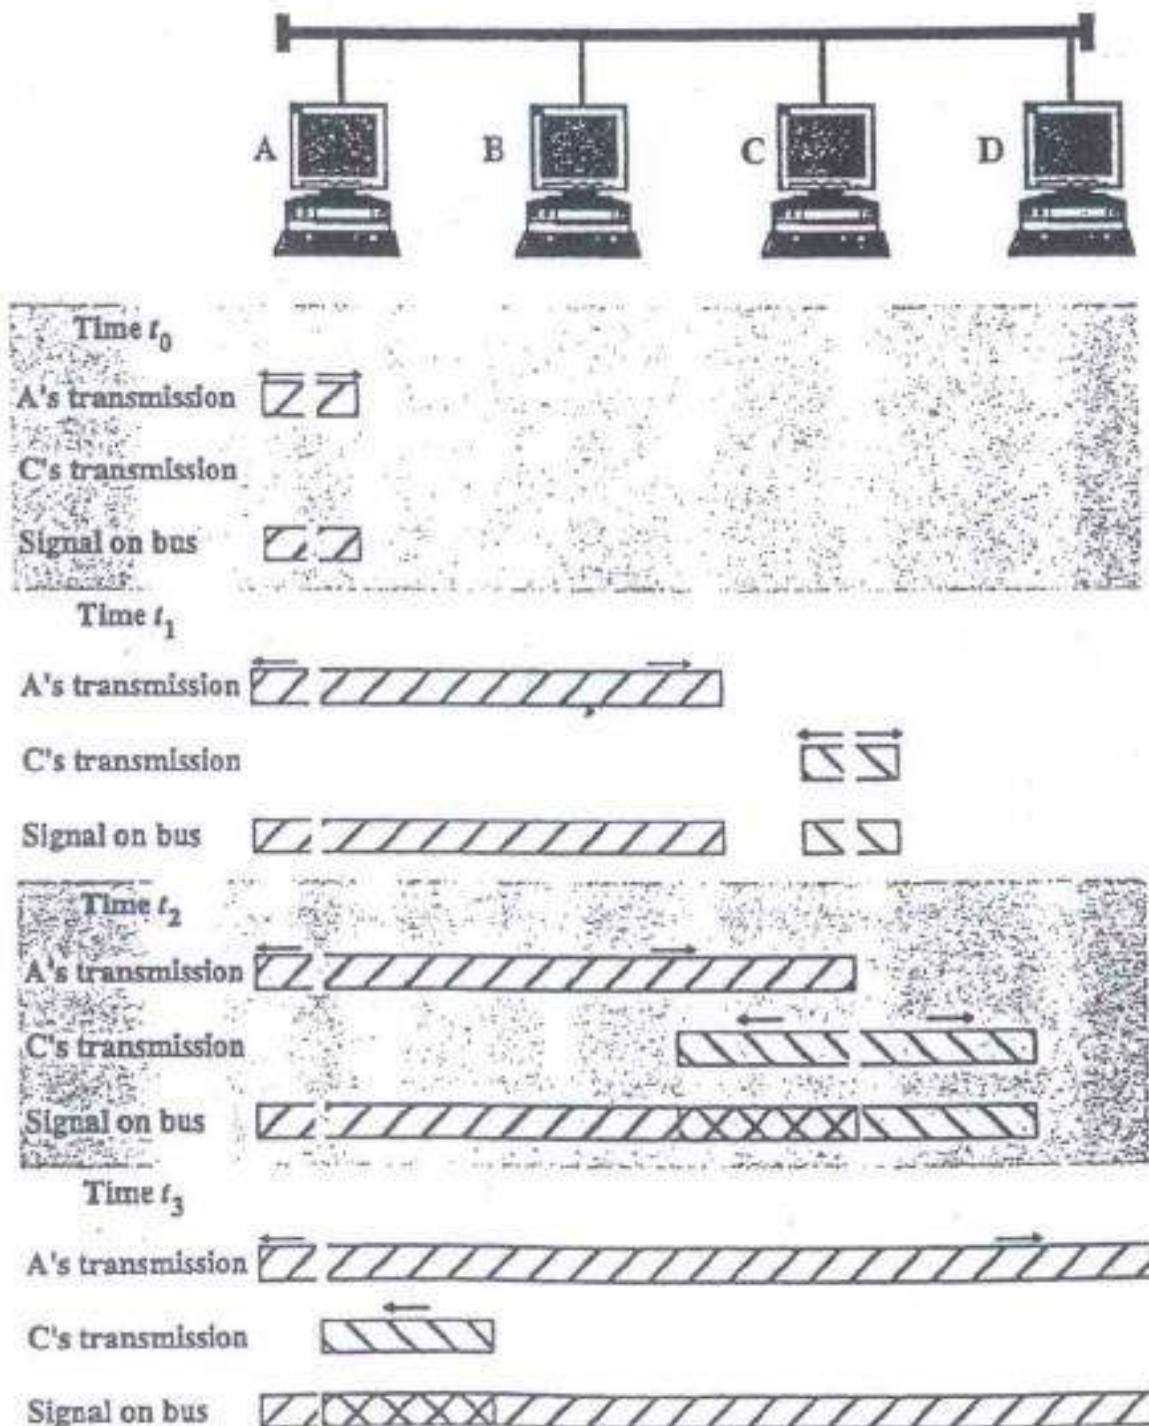 A B C D
Time t0
A's transmission
C's transmission
Signal on bus
Time t1
A's transmission
C's transmission
Signal on bus
Time t2
A's transmission
C's transmission
Signal on bus
Time t3
A's transmission
C's transmission
Signal on bus